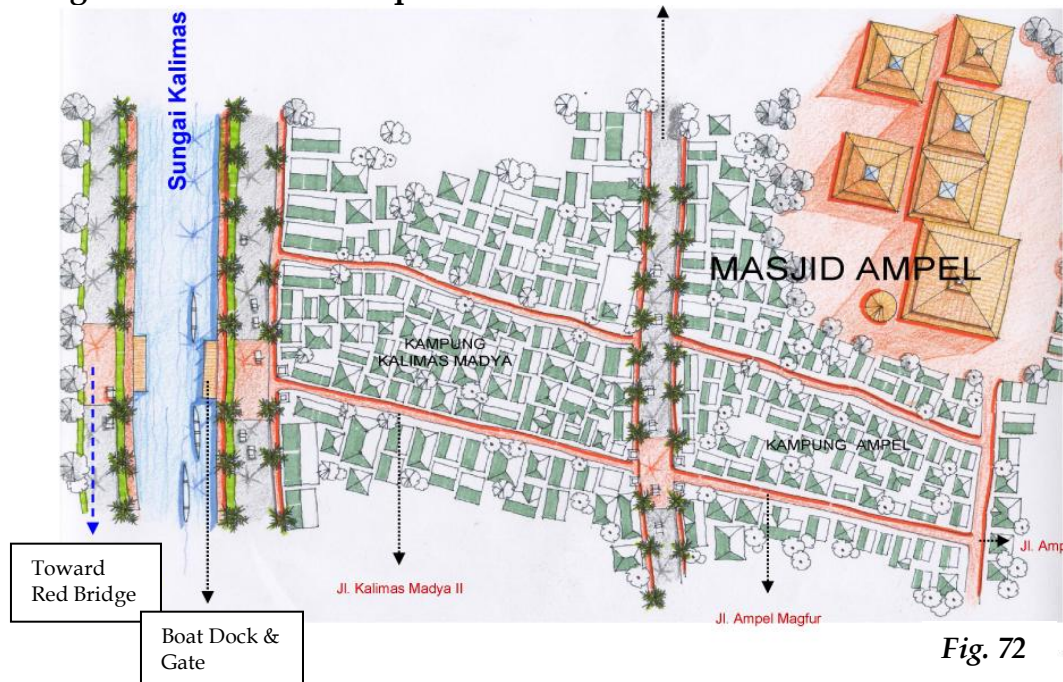 Sungai Kalimas
MASJID AMPEL
KAMPUNG
KALIMAS MADYA
KAMPUNG AMPEL
Jl. Kalimas Madya II
Jl. Ampel Magfur
Toward
Red Bridge
Boat Dock &
Gate
Fig. 72